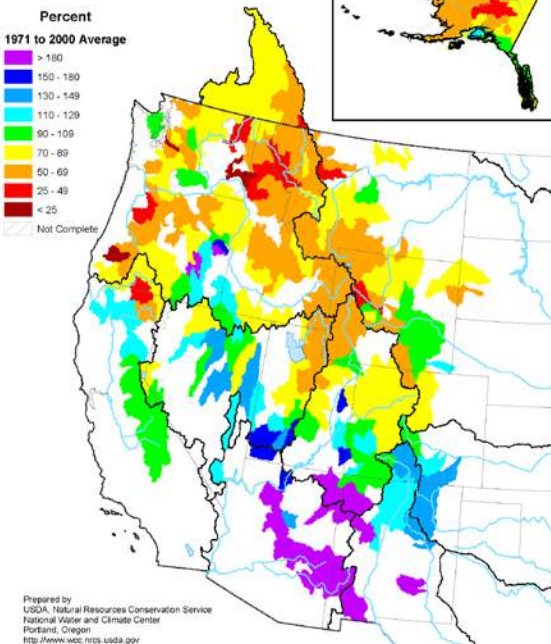 Percent
1971 to 2000 Average
> 180
150 - 180
130 - 149
110 - 129
90 - 109
70 - 89
50 - 69
25 - 49
< 25
Not Complete
Prepared by
USDA, Natural Resources Conservation Service
National Water and Climate Center
Portland, Oregon
http://www.wcc.nrcs.usda.gov